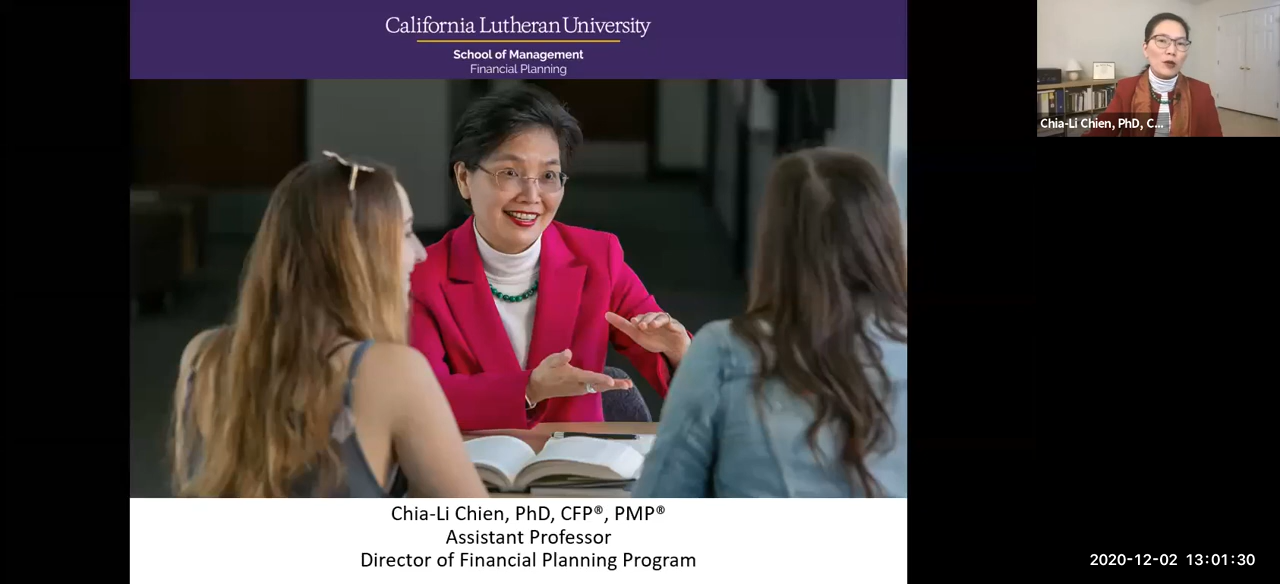 California Lutheran University
School of Management
Financial Planning
Chia-Li Chien, PhD, C...
Chia-Li Chien, PhD, CFP®, PMP®
Assistant Professor
Director of Financial Planning Program
2020-12-02 13:01:30